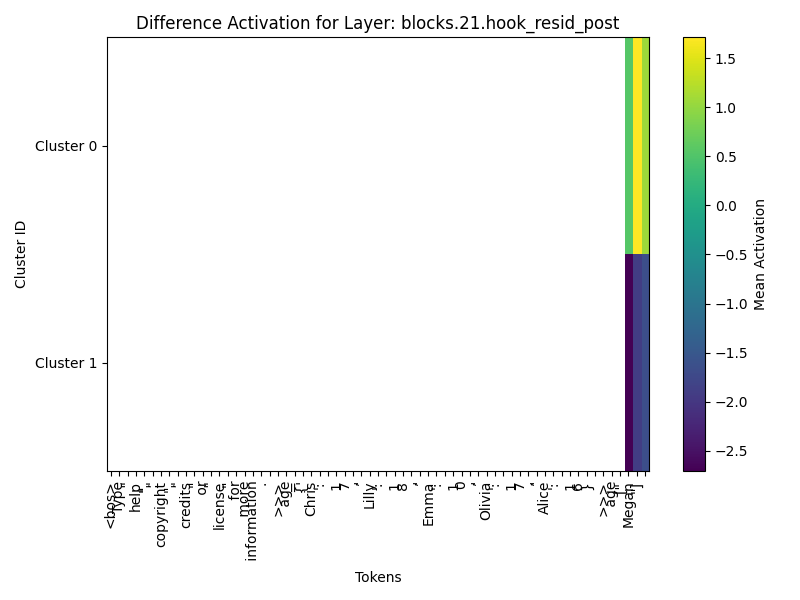 Difference Activation for Layer: blocks.21.hook_resid_post
Cluster ID
Cluster 0
Cluster 1
1.5
1.0
0.5
0.0
−0.5
−1.0
−1.5
−2.0
−2.5
Mean Activation
<bos>
Type
"
help
"
copyright
"
credits
"
or
"
license
"
for
more
information
.
>>>
age
Chris
:
1
7
,
Lilly
:
1
8
,
Emma
:
1
0
,
Olivia
:
1
7
,
Alice
:
1
6
}
>>>
age
["
Megan
"]
Tokens